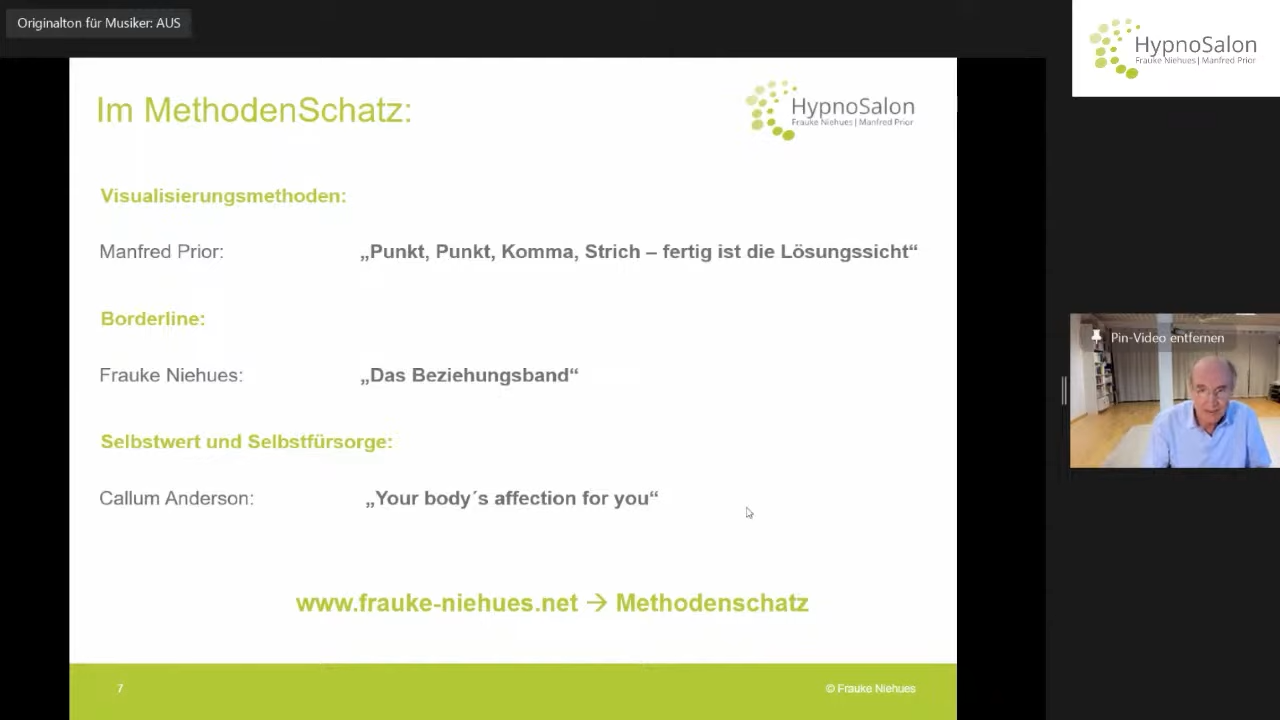 Originalton für Musiker: AUS
HypnoSalon
Frauke Niehues | Manfred Prior
Im MethodenSchatz:
HypnoSalon
Frauke Niehues | Manfred Prior
Visualisierungsmethoden:
Manfred Prior: „Punkt, Punkt, Komma, Strich – fertig ist die Lösungssicht“
Borderline:
Pin-Video entfernen
Frauke Niehues: „Das Beziehungsband“
Selbstwert und Selbstfürsorge:
Callum Anderson: „Your body´s affection for you“
www.frauke-niehues.net → Methodenschatz
7 © Frauke Niehues